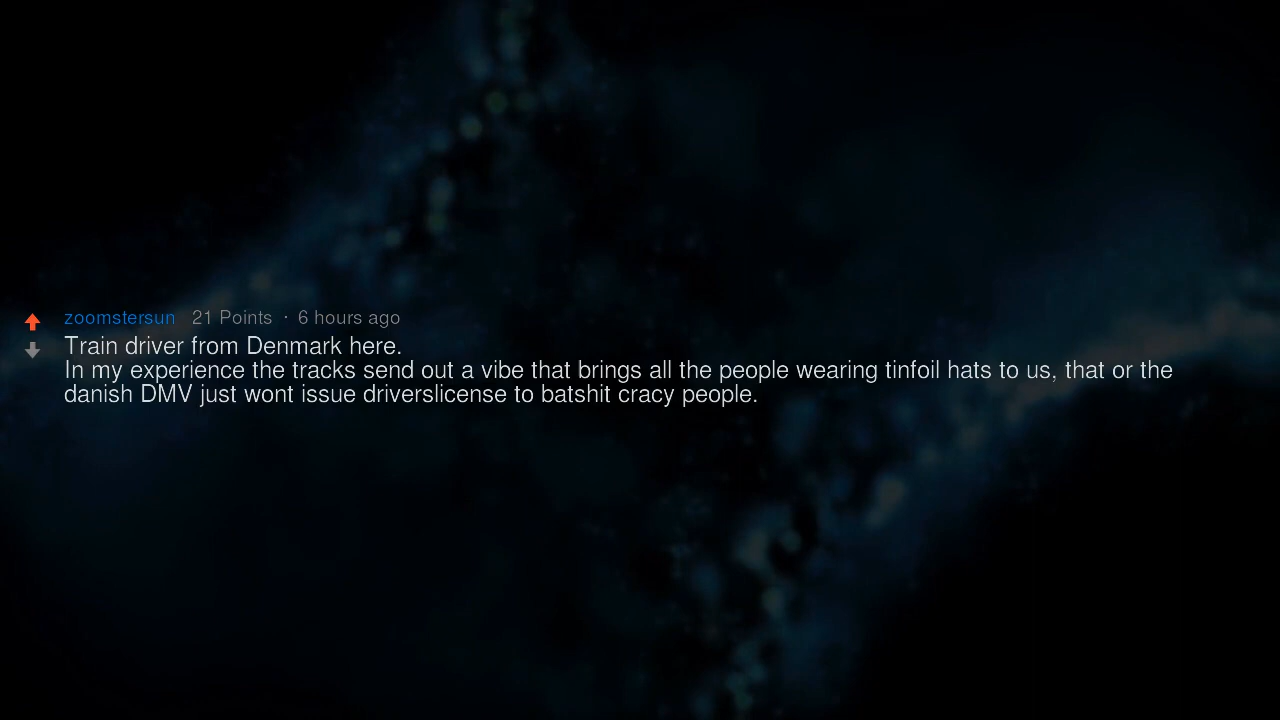 zoomstersun 21 Points · 6 hours ago
Train driver from Denmark here.
In my experience the tracks send out a vibe that brings all the people wearing tinfoil hats to us, that or the
danish DMV just wont issue driverslicense to batshit cracy people.